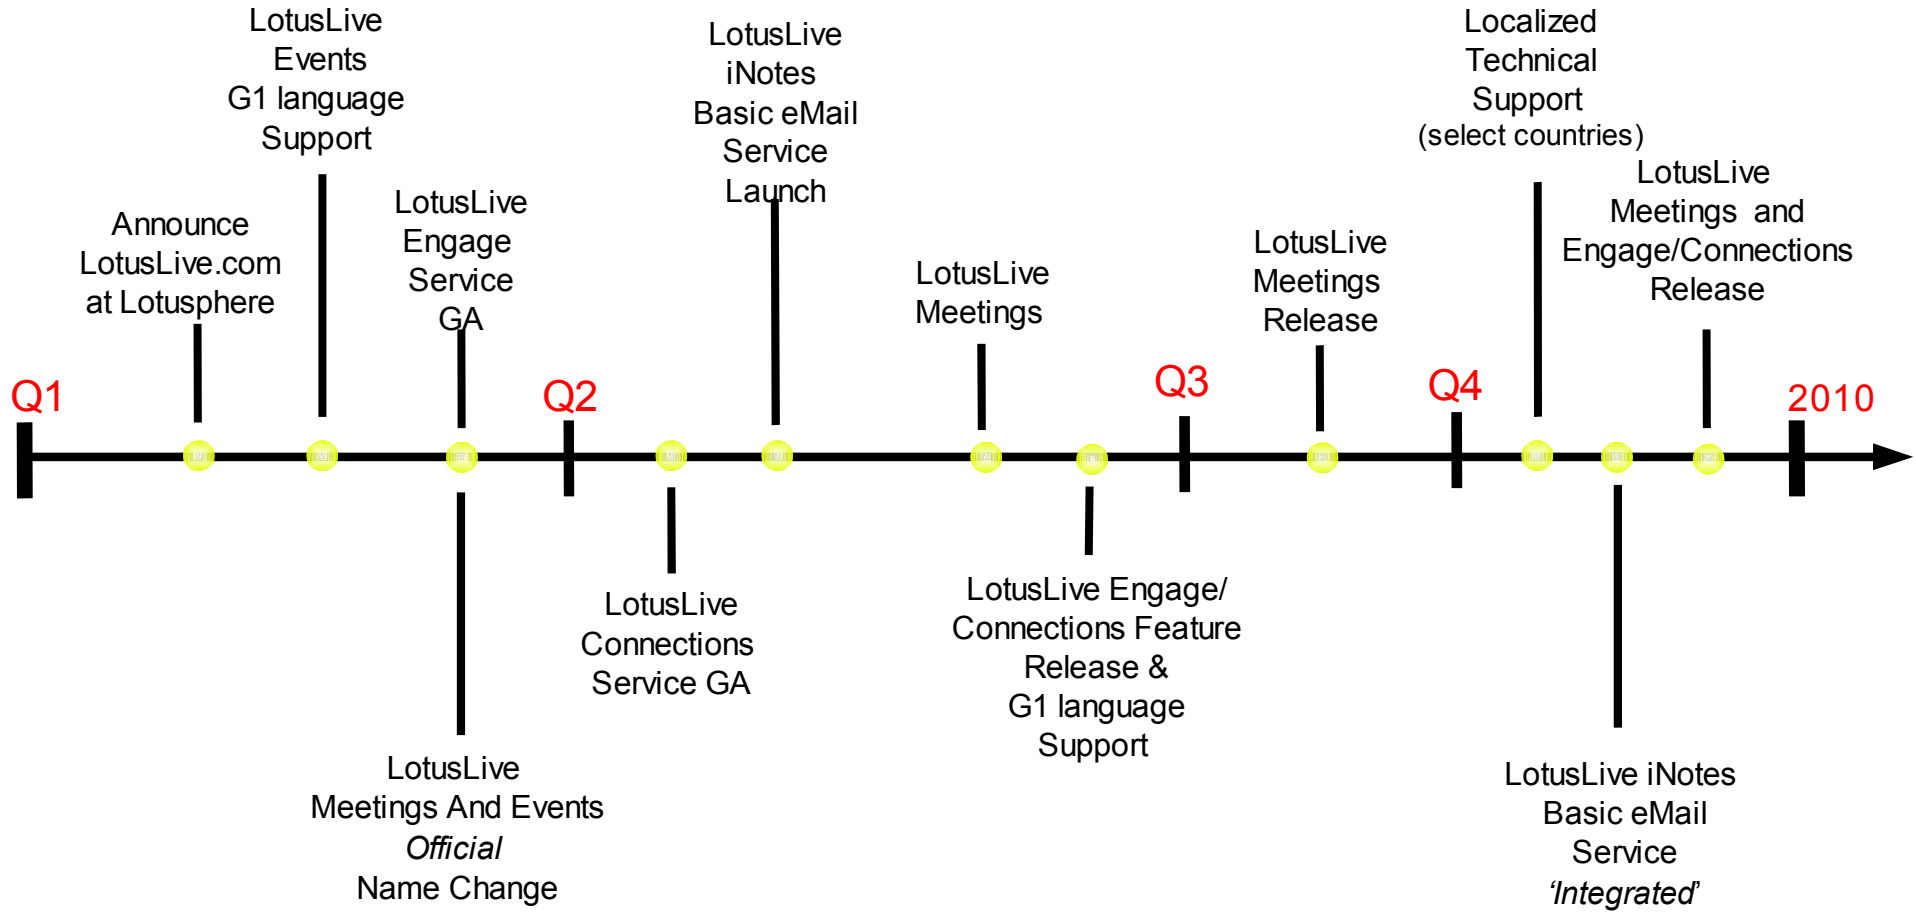 LotusLive
Events
G1 language
Support
Announce
LotusLive.com
at Lotusphere
LotusLive
Engage
Service
GA
LotusLive
iNotes
Basic eMail
Service
Launch
LotusLive
Meetings
LotusLive
Meetings
Release
Localized
Technical
Support
(select countries)
LotusLive
Meetings and
Engage/Connections
Release
Q1
Q2
Q3
Q4
2010
LotusLive
Meetings And Events
Official
Name Change
LotusLive
Connections
Service GA
LotusLive Engage/
Connections Feature
Release &
G1 language
Support
LotusLive iNotes
Basic eMail
Service
‘Integrated’